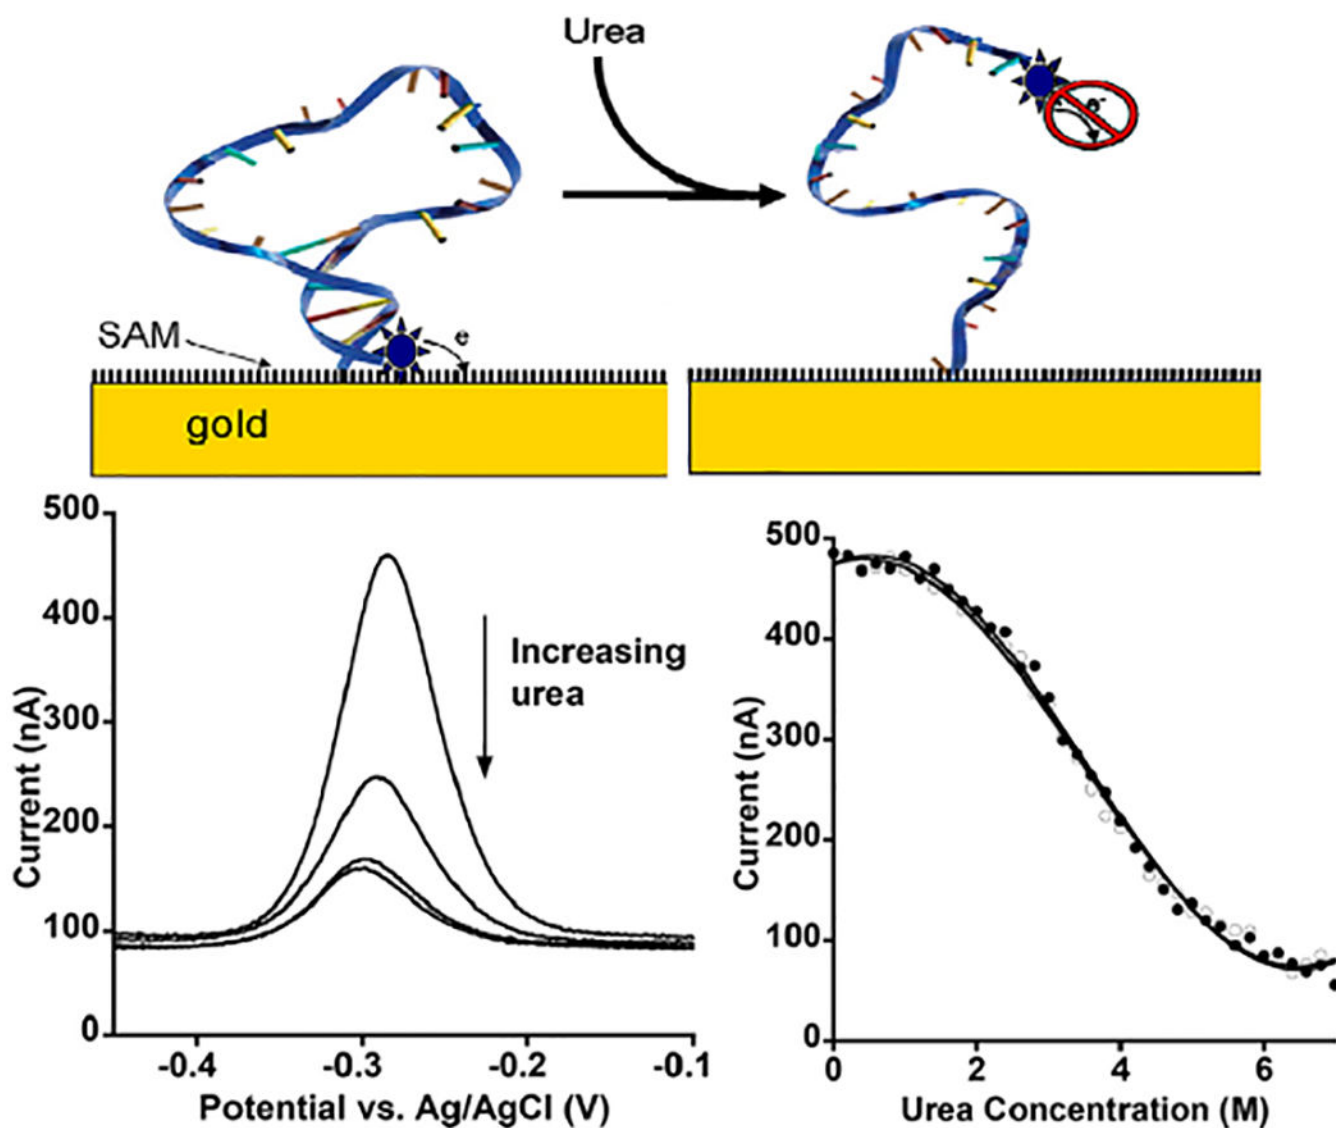 Urea
e-
SAM
e
gold
500
400
300
200
100
0
Current (nA)
Increasing
urea
-0.4
-0.3
-0.2
-0.1
Potential vs. Ag/AgCl (V)
500
400
300
200
100
0
Current (nA)
0
2
4
6
Urea Concentration (M)